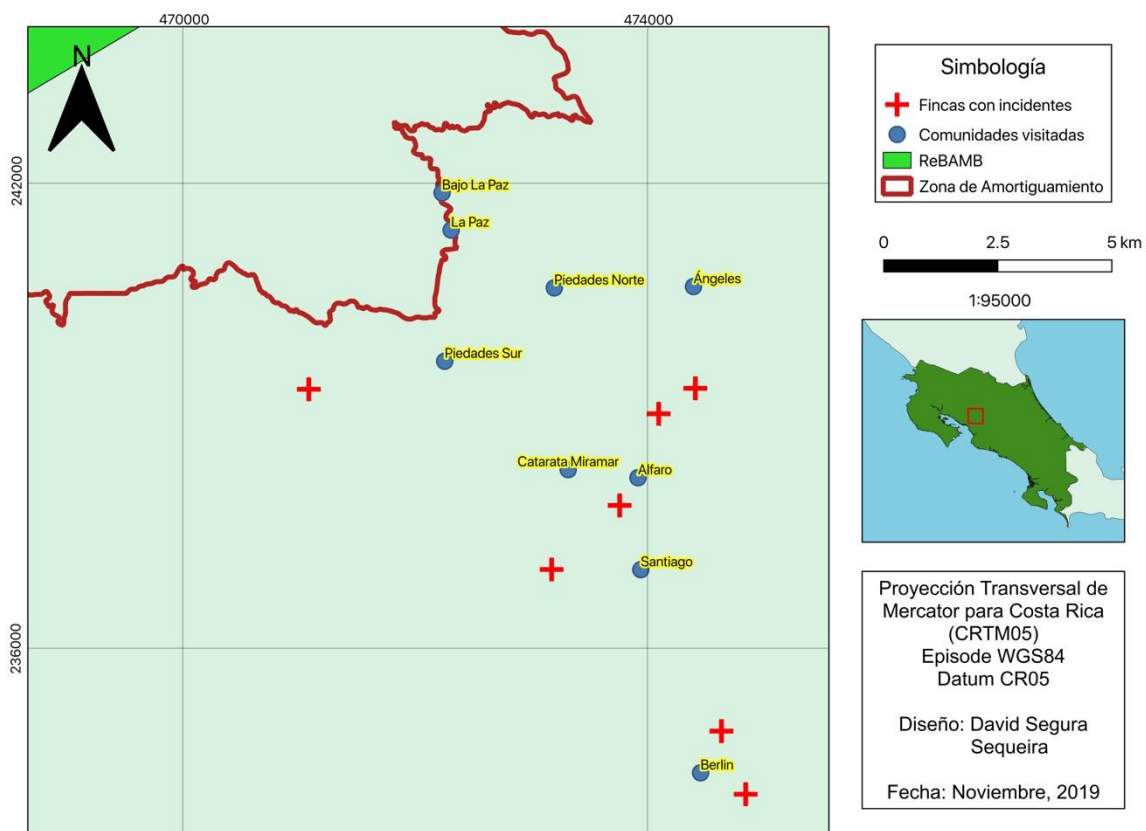 470000
474000
N
242000
236000
Bajo La Paz
La Paz
Piedades Norte
Ángeles
Piedades Sur
Catarata Miramar
Alfaro
Santiago
Berlin
Simbología
Fincas con incidentes
Comunidades visitadas
ReBAMB
Zona de Amortiguamiento
0 2.5 5 km
1:95000
Proyección Transversal de
Mercator para Costa Rica
(CRTM05)
Episode WGS84
Datum CR05
Diseño: David Segura
Sequeira
Fecha: Noviembre, 2019